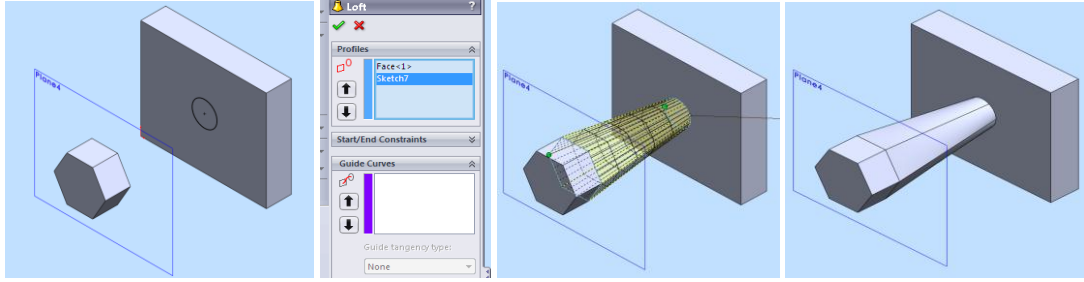 Plane4
Loft
?
Profiles
Face<1>
Sketch7
Start/End Constraints
Guide Curves
Guide tangency type:
None
Plane4
Plane4